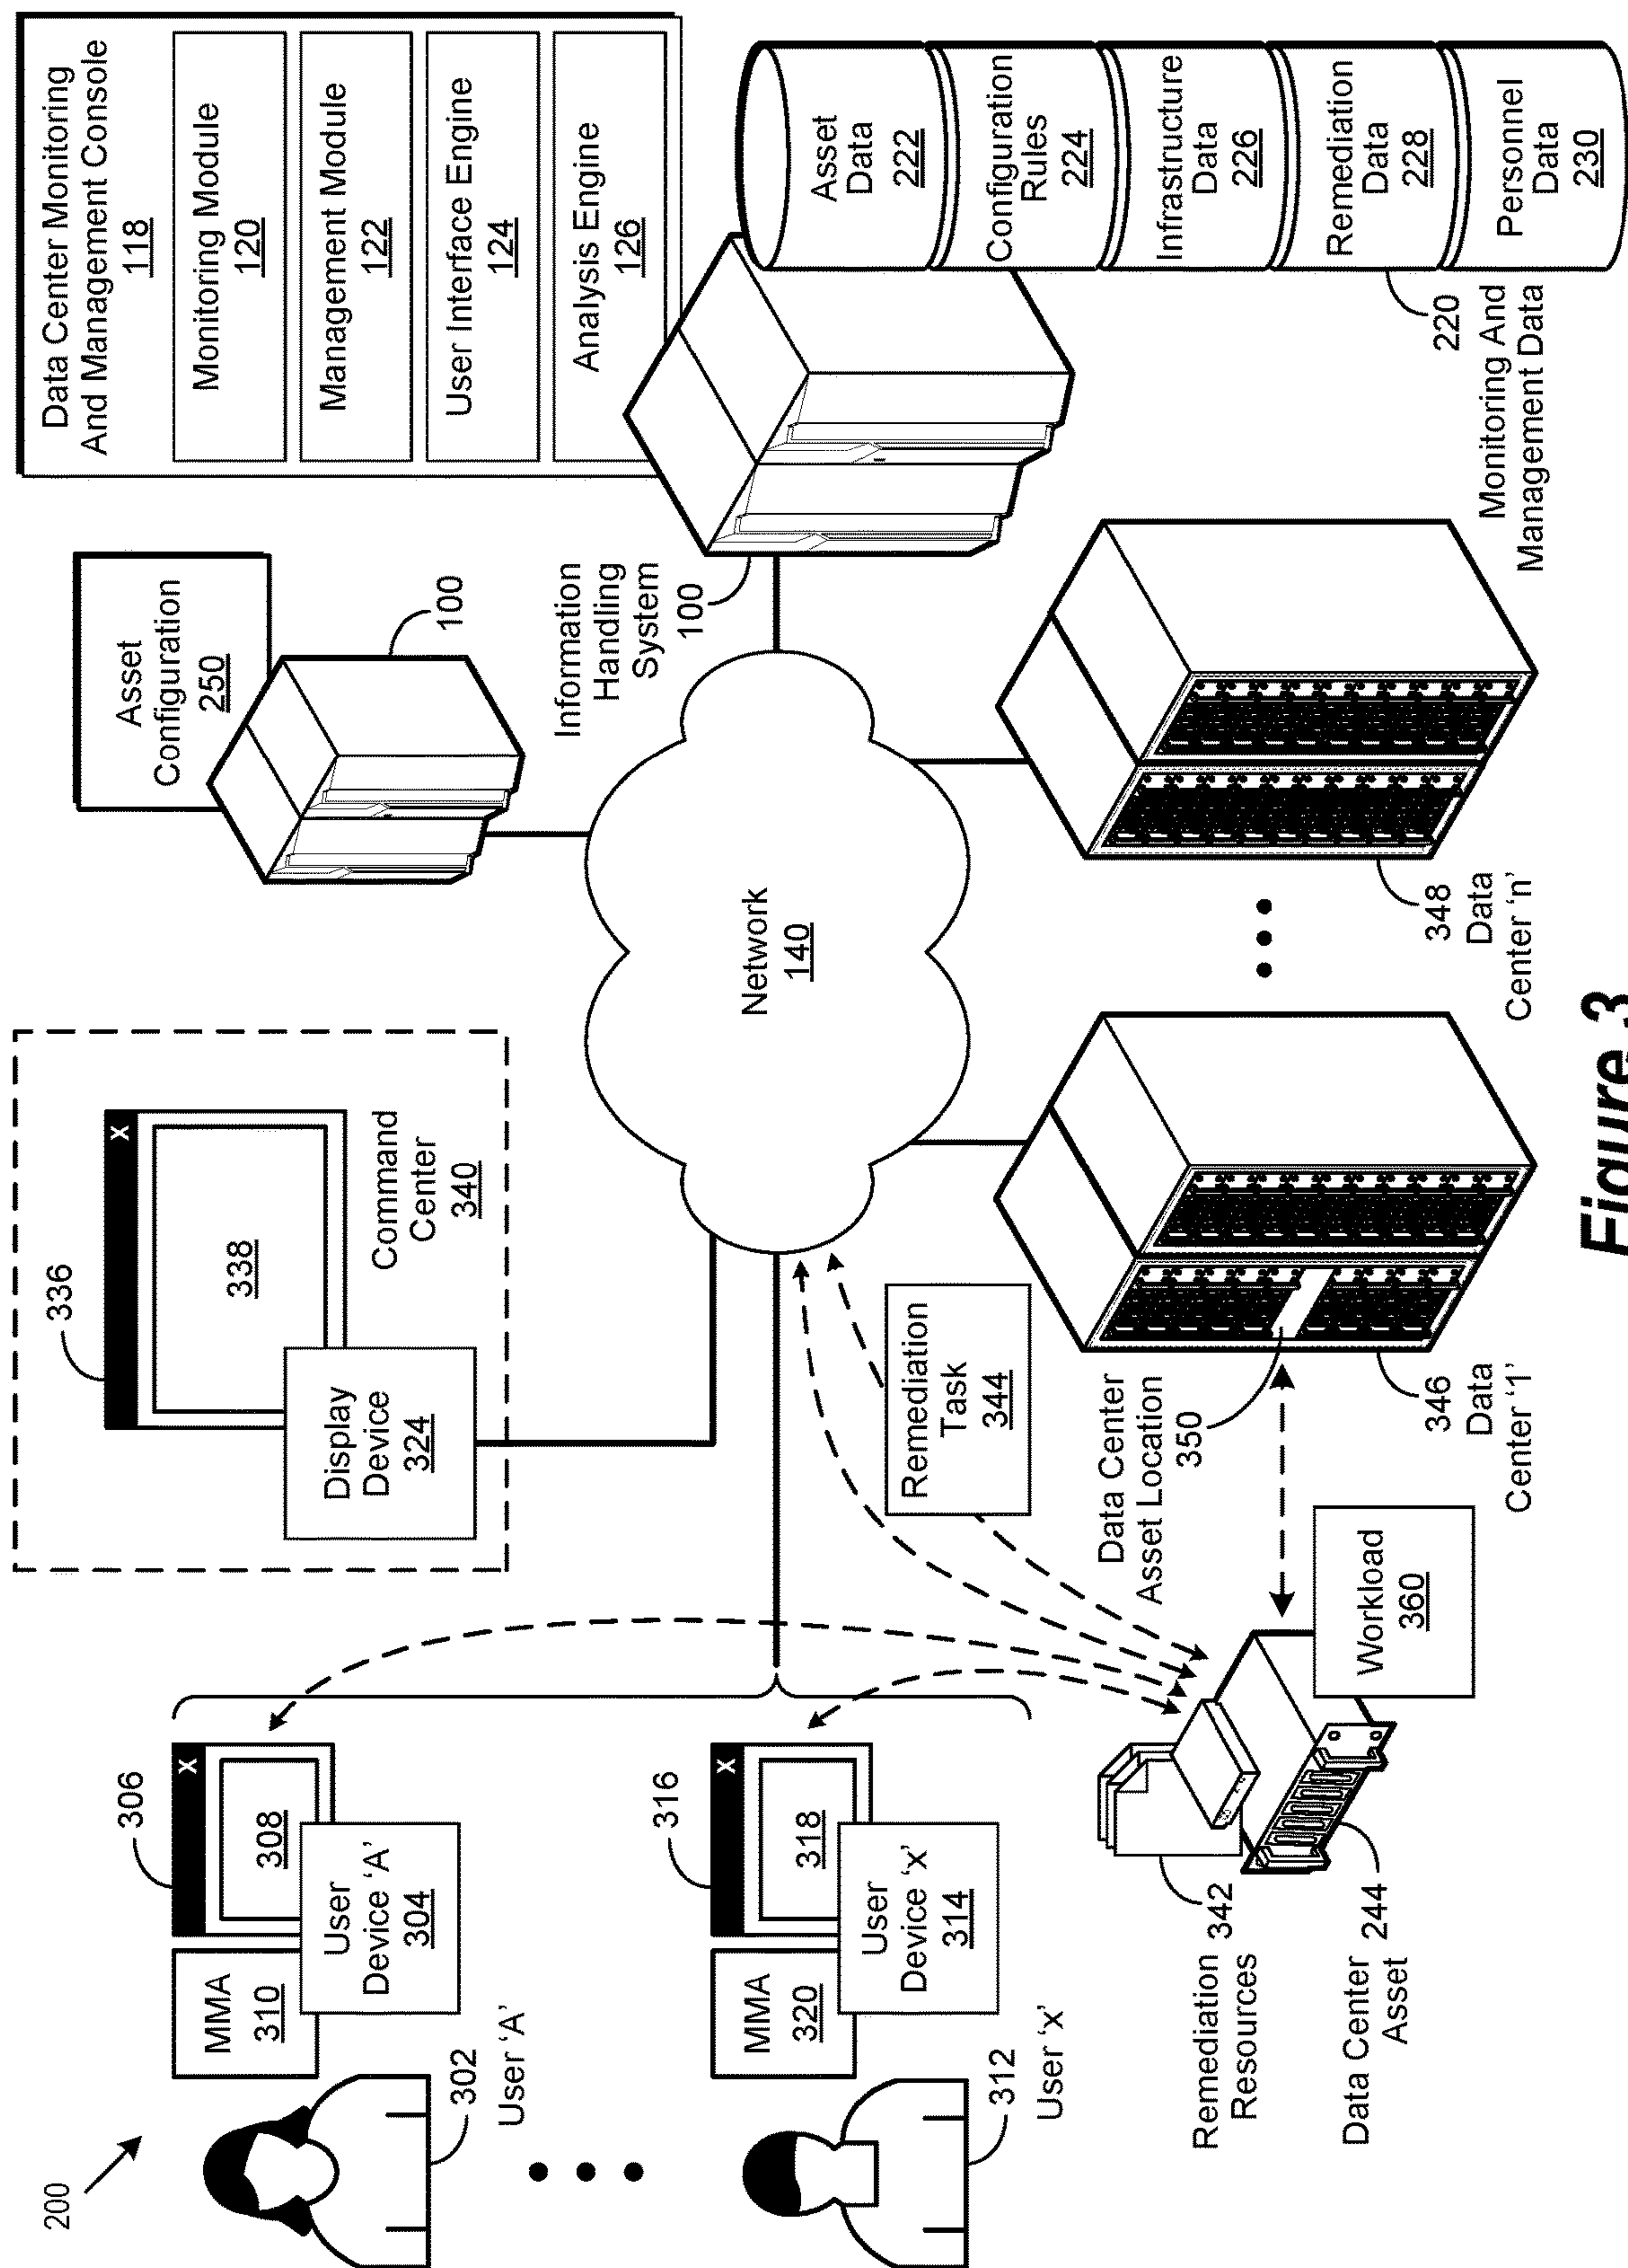 200
302
User 'A'
MMA
310
306
X
308
User
Device 'A'
304
312
User 'x'
MMA
320
316
X
318
User
Device 'x'
314
336
X
338
Display
Device
324
Command
Center
340
Asset
Configuration
250
100
Data Center Monitoring
And Management Console
118
Monitoring Module
120
Management Module
122
User Interface Engine
124
Analysis Engine
126
Information
Handling
System
100
Network
140
Remediation
Task
344
Remediation
Resources
342
Data Center
Asset
244
Workload
360
Data Center
Asset Location
350
346
Data
Center '1'
348
Data
Center 'n'
Asset
Data
222
Configuration
Rules
224
Infrastructure
Data
226
Remediation
Data
228
Personnel
Data
230
220
Monitoring And
Management Data
Figure 3